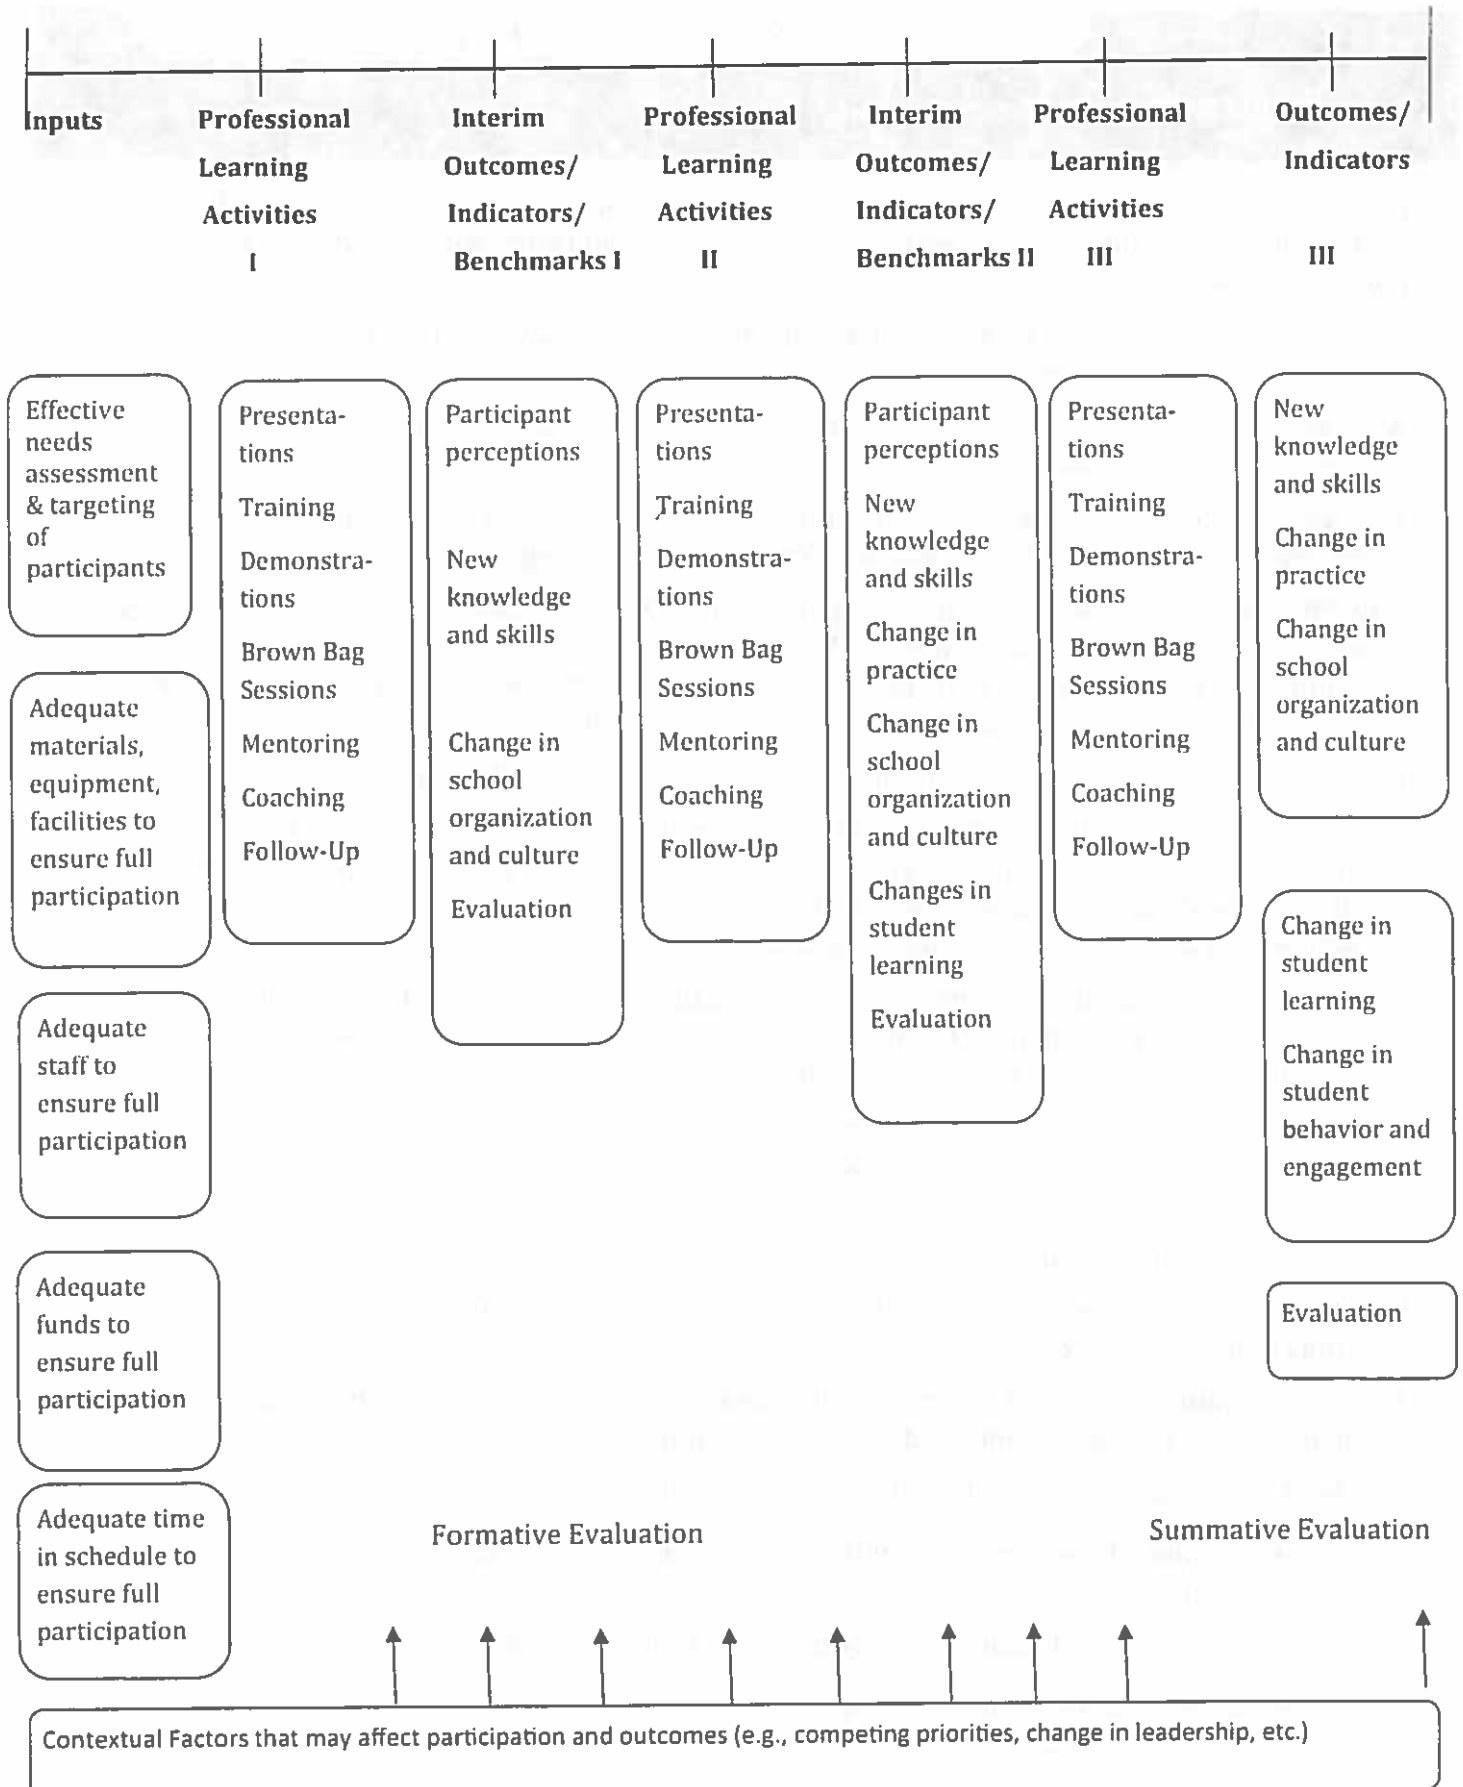 Inputs
Professional
Learning
Activities
I
Interim
Outcomes/
Indicators/
Benchmarks I
Professional
Learning
Activities
II
Interim
Outcomes/
Indicators/
Benchmarks II
Professional
Learning
Activities
III
Outcomes/
Indicators
III
Effective
needs
assessment
& targeting
of
participants
Adequate
materials,
equipment,
facilities to
ensure full
participation
Adequate
staff to
ensure full
participation
Adequate
funds to
ensure full
participation
Adequate time
in schedule to
ensure full
participation
Presenta-
tions
Training
Demonstra-
tions
Brown Bag
Sessions
Mentoring
Coaching
Follow-Up
Participant
perceptions
New
knowledge
and skills
Change in
school
organization
and culture
Evaluation
Presenta-
tions
Training
Demonstra-
tions
Brown Bag
Sessions
Mentoring
Coaching
Follow-Up
Participant
perceptions
New
knowledge
and skills
Change in
practice
Change in
school
organization
and culture
Changes in
student
learning
Evaluation
Presenta-
tions
Training
Demonstra-
tions
Brown Bag
Sessions
Mentoring
Coaching
Follow-Up
New
knowledge
and skills
Change in
practice
Change in
school
organization
and culture
Change in
student
learning
Change in
student
behavior and
engagement
Evaluation
Formative Evaluation
Summative Evaluation
Contextual Factors that may affect participation and outcomes (e.g., competing priorities, change in leadership, etc.)